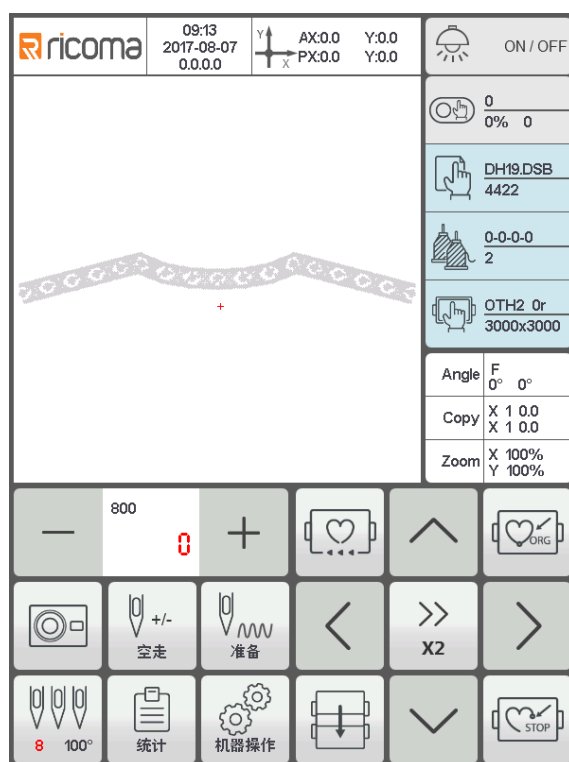 ricoma
09:13
2017-08-07
0.0.0.0
Y
X
AX:0.0 Y:0.0
PX:0.0 Y:0.0
ON / OFF
0
0% 0
DH19.DSB
4422
0-0-0-0
2
OTH2 0r
3000x3000
Angle
F
0° 0°
Copy
X 1 0.0
X 1 0.0
Zoom
X 100%
Y 100%
800
0
ORG
+/-
空走
准备
X2
8 100°
统计
机器操作
STOP